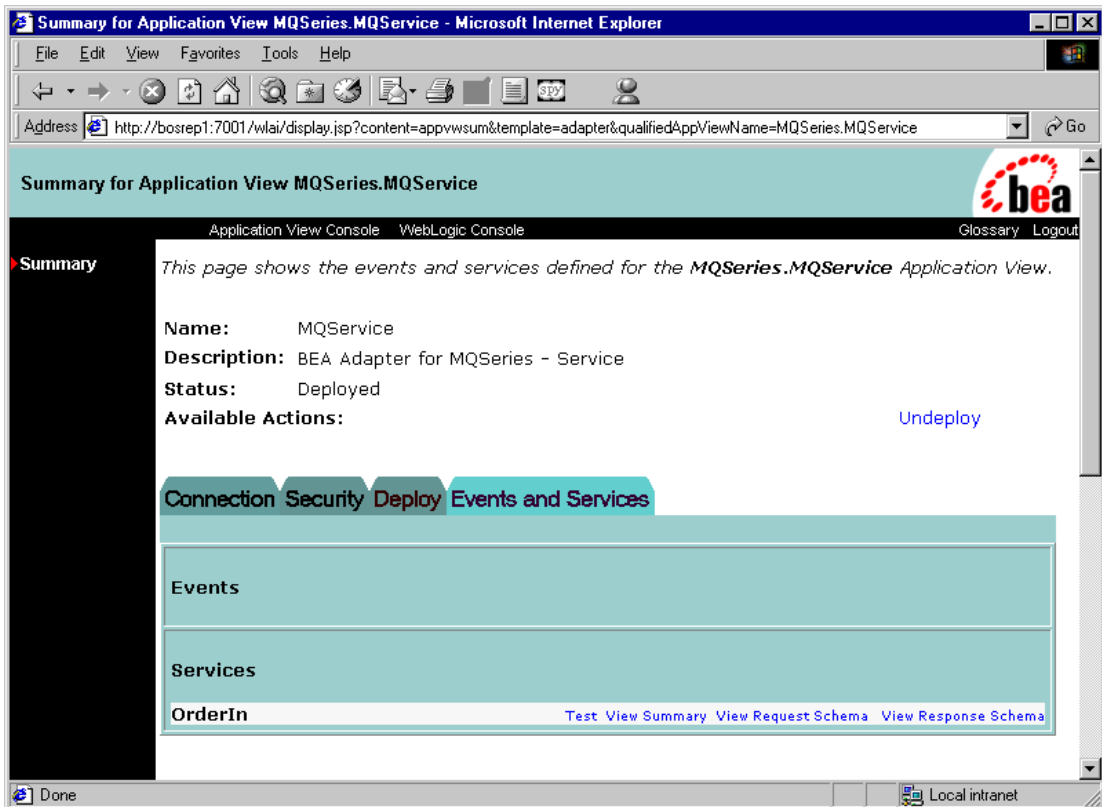 Summary for Application View MQSeries.MQService - Microsoft Internet Explorer
File Edit View Favorites Tools Help
SPY
Address http://bosrep1:7001/wlai/display.jsp?content=appvwsum&template=adapter&qualifiedAppViewName=MQSeries.MQService Go
Summary for Application View MQSeries.MQService
bea
Application View Console WebLogic Console Glossary Logout
Summary
This page shows the events and services defined for the MQSeries.MQService Application View.
Name: MQService
Description: BEA Adapter for MQSeries - Service
Status: Deployed
Available Actions: Undeploy
Connection Security Deploy Events and Services
Events
Services
OrderIn Test View Summary View Request Schema View Response Schema
Done Local intranet